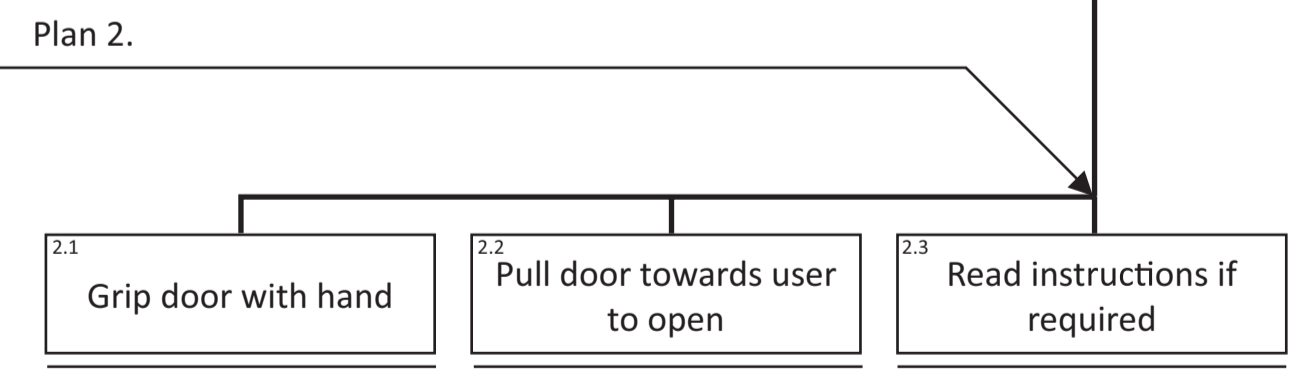 Plan 2.
2.1
Grip door with hand
2.2
Pull door towards user
to open
2.3
Read instructions if
required